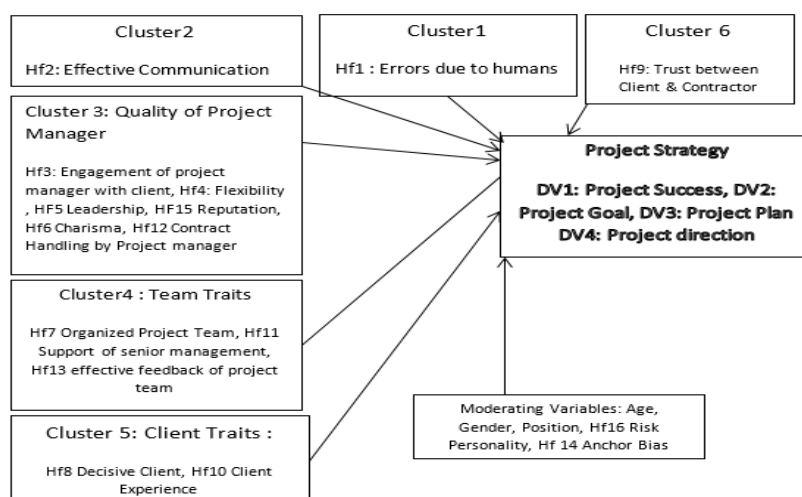 Cluster2
Hf2: Effective Communication
Cluster1
Hf1 : Errors due to humans
Cluster 6
Hf9: Trust between
Client & Contractor
Cluster 3: Quality of Project
Manager
Hf3: Engagement of project
manager with client, Hf4: Flexibility
, HF5 Leadership, HF15 Reputation,
Hf6 Charisma, Hf12 Contract
Handling by Project manager
Project Strategy
DV1: Project Success, DV2:
Project Goal, DV3: Project Plan
DV4: Project direction
Cluster4 : Team Traits
Hf7 Organized Project Team, Hf11
Support of senior management,
Hf13 effective feedback of project
team
Cluster 5: Client Traits :
Hf8 Decisive Client, Hf10 Client
Experience
Moderating Variables: Age,
Gender, Position, Hf16 Risk
Personality, Hf 14 Anchor Bias